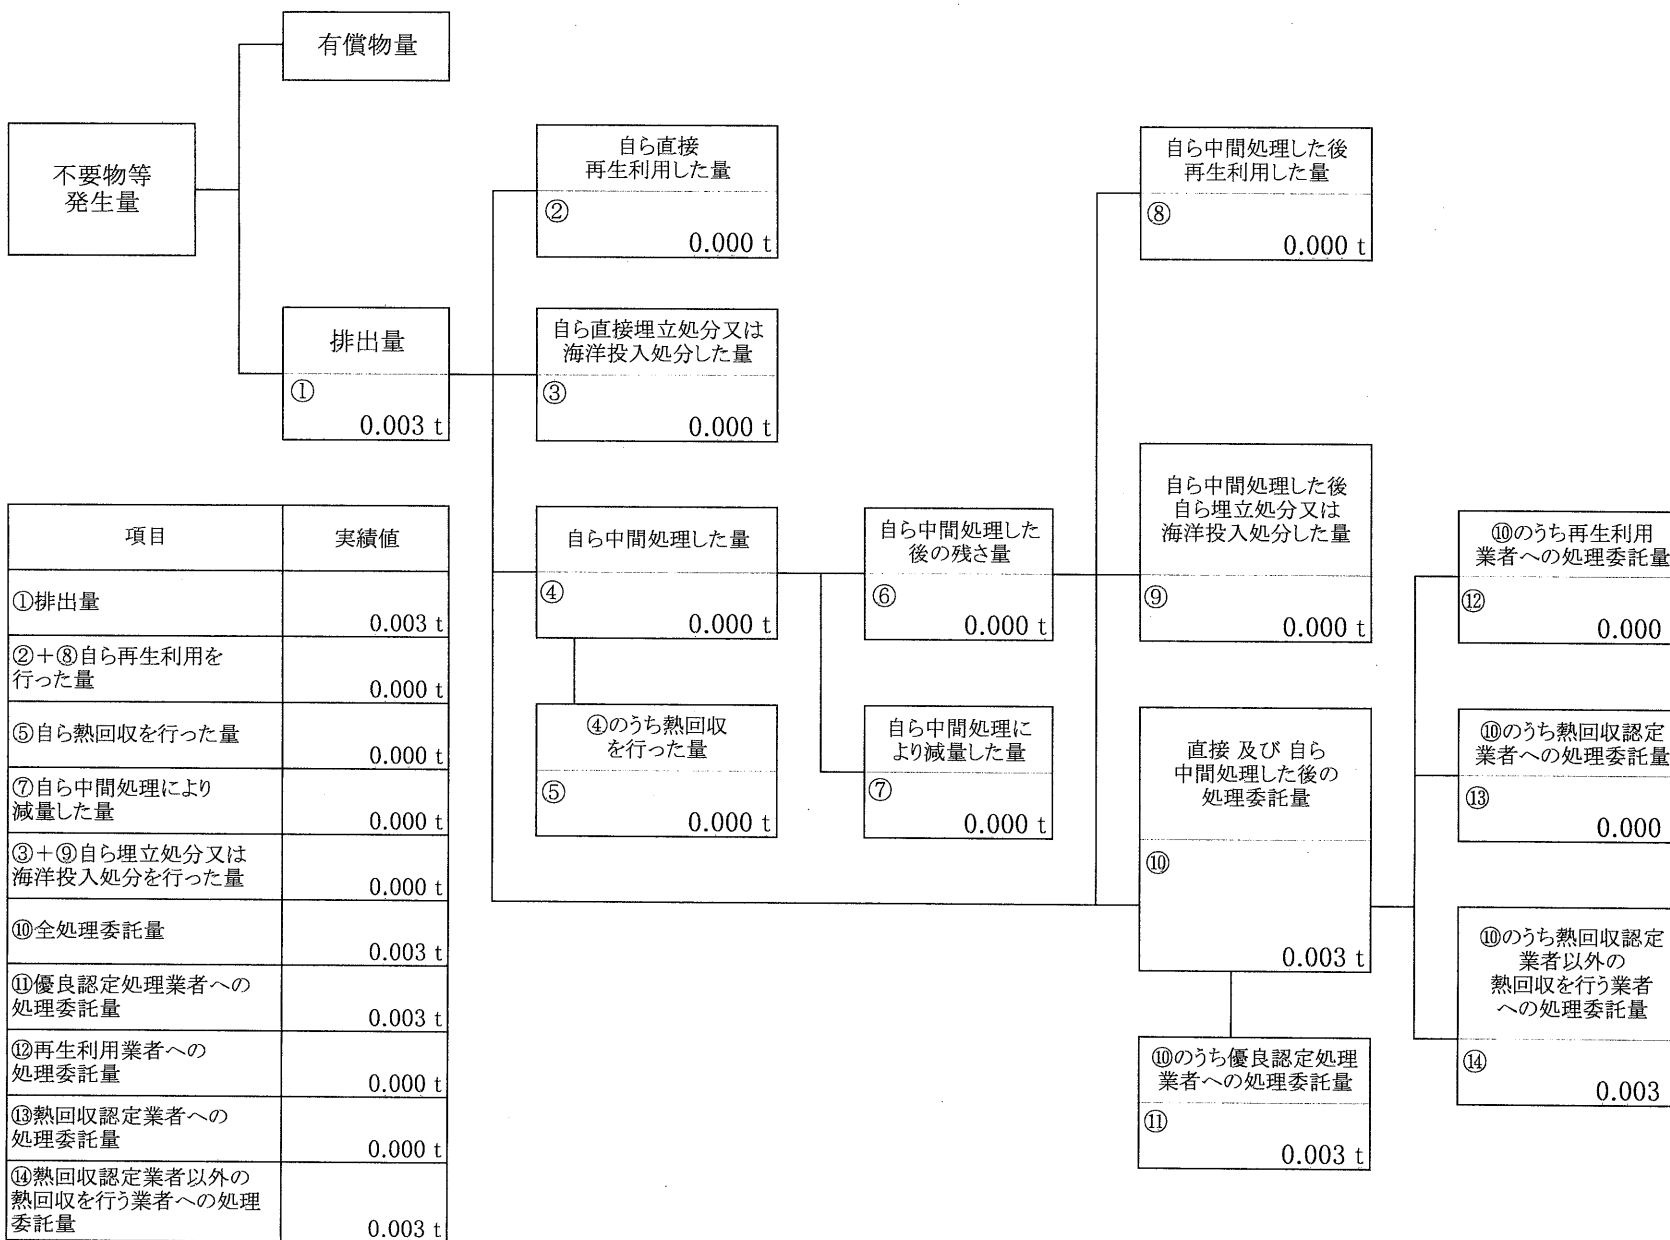 有償物量
不要物等
発生量
排出量
①
0.003 t
自ら直接
再生利用した量
②
0.000 t
自ら直接埋立処分又は
海洋投入処分した量
③
0.000 t
自ら中間処理した量
④
0.000 t
④のうち熱回収
を行った量
⑤
0.000 t
自ら中間処理した
後の残さ量
⑥
0.000 t
自ら中間処理に
より減量した量
⑦
0.000 t
自ら中間処理した後
再生利用した量
⑧
0.000 t
自ら中間処理した後
自ら埋立処分又は
海洋投入処分した量
⑨
0.000 t
直接 及び 自ら
中間処理した後の
処理委託量
⑩
0.003 t
⑩のうち優良認定処理
業者への処理委託量
⑪
0.003 t
⑩のうち再生利用
業者への処理委託量
⑫
0.000
⑩のうち熱回収認定
業者への処理委託量
⑬
0.000
⑩のうち熱回収認定
業者以外の
熱回収を行う業者
への処理委託量
⑭
0.003
項目 実績値
①排出量
0.003 t
②+⑧自ら再生利用を
行った量
0.000 t
⑤自ら熱回収を行った量
0.000 t
⑦自ら中間処理により
減量した量
0.000 t
③+⑨自ら埋立処分又は
海洋投入処分を行った量
0.000 t
⑩全処理委託量
0.003 t
⑪優良認定処理業者への
処理委託量
0.003 t
⑫再生利用業者への
処理委託量
0.000 t
⑬熱回収認定業者への
処理委託量
0.000 t
⑭熱回収認定業者以外の
熱回収を行う業者への処理
委託量
0.003 t